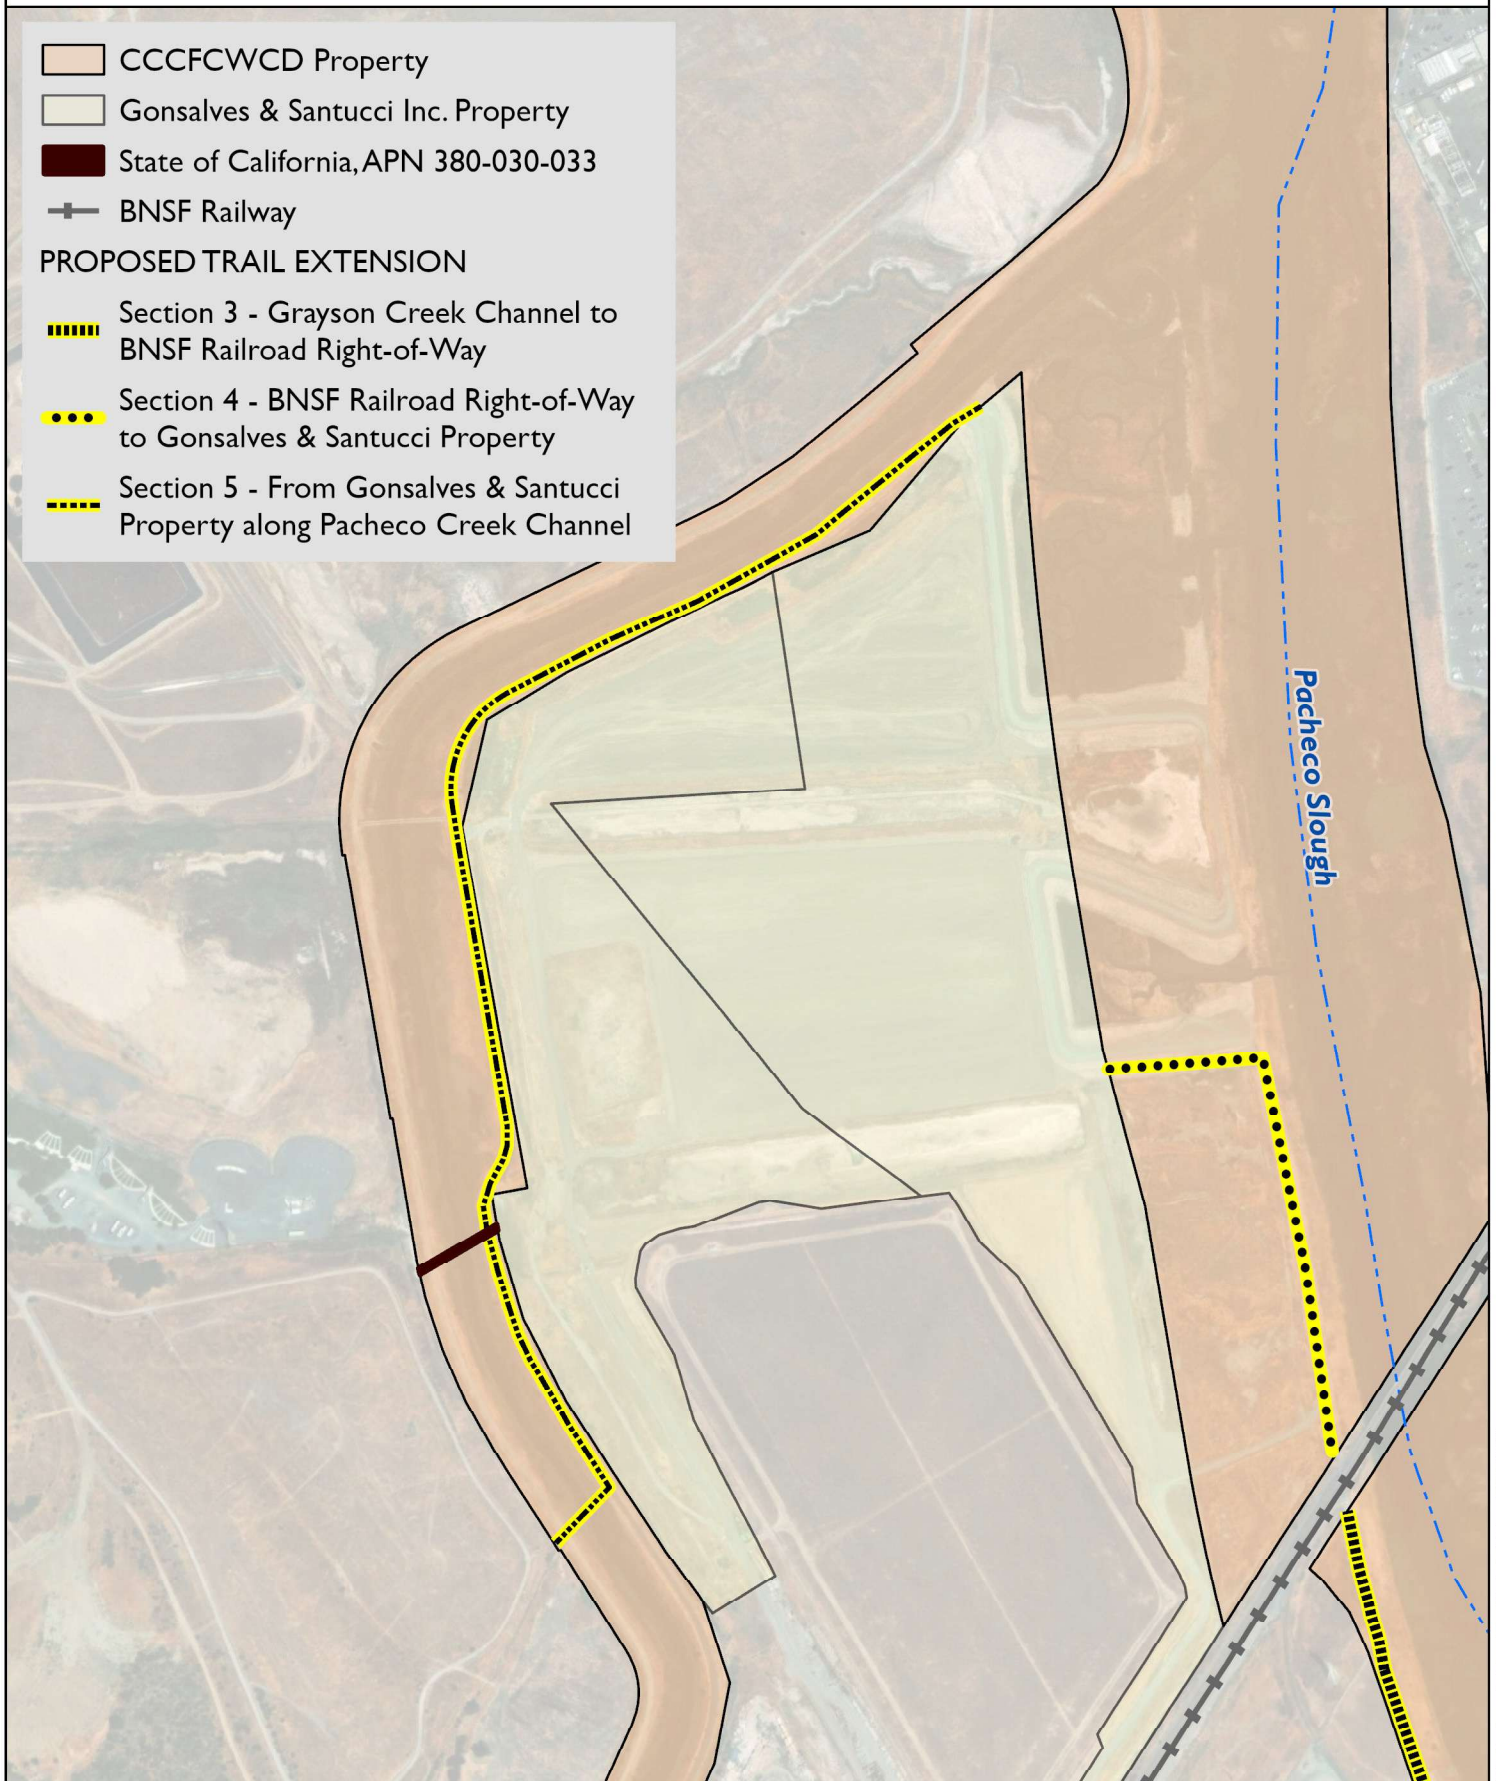 CCCFCWCD Property
Gonsalves & Santucci Inc. Property
State of California, APN 380-030-033
BNSF Railway
PROPOSED TRAIL EXTENSION
Section 3 - Grayson Creek Channel to
BNSF Railroad Right-of-Way
Section 4 - BNSF Railroad Right-of-Way
to Gonsalves & Santucci Property
Section 5 - From Gonsalves & Santucci
Property along Pacheco Creek Channel
Pacheco Slough